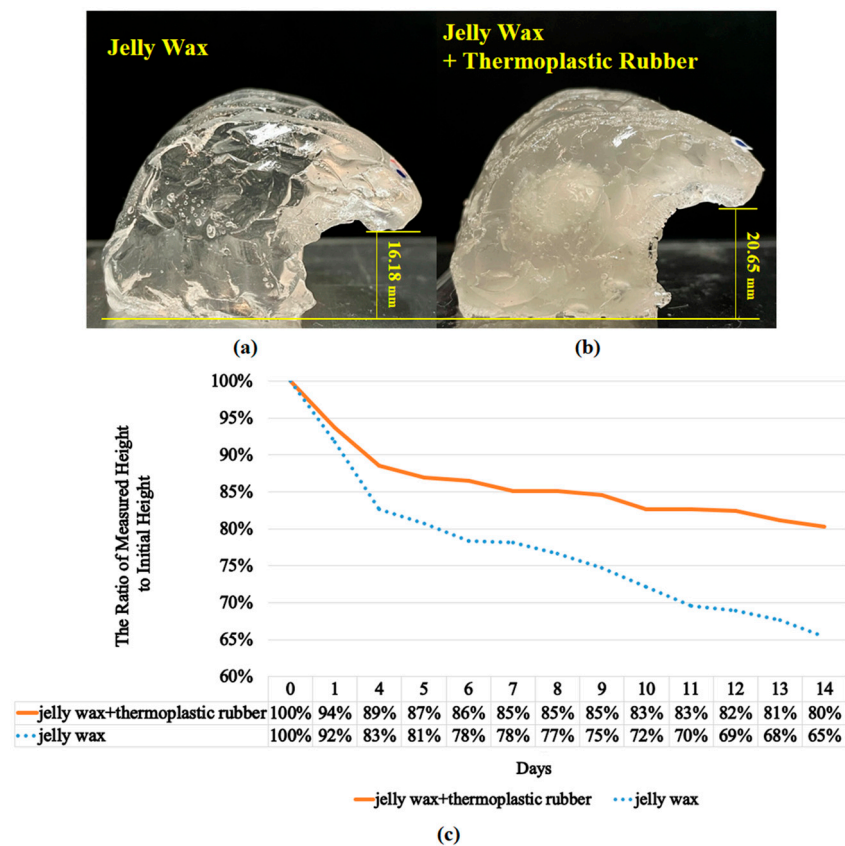 Jelly Wax
Jelly Wax
+ Thermoplastic Rubber
16.18 mm
20.65 mm
(a)
(b)
The Ratio of Measured Height
to Initial Height
100%
95%
90%
85%
80%
75%
70%
65%
60%
0 1 4 5 6 7 8 9 10 11 12 13 14
jelly wax+thermoplastic rubber 100% 94% 89% 87% 86% 85% 85% 85% 83% 83% 82% 81% 80%
jelly wax 100% 92% 83% 81% 78% 78% 77% 75% 72% 70% 69% 68% 65%
Days
jelly wax+thermoplastic rubber jelly wax
(c)